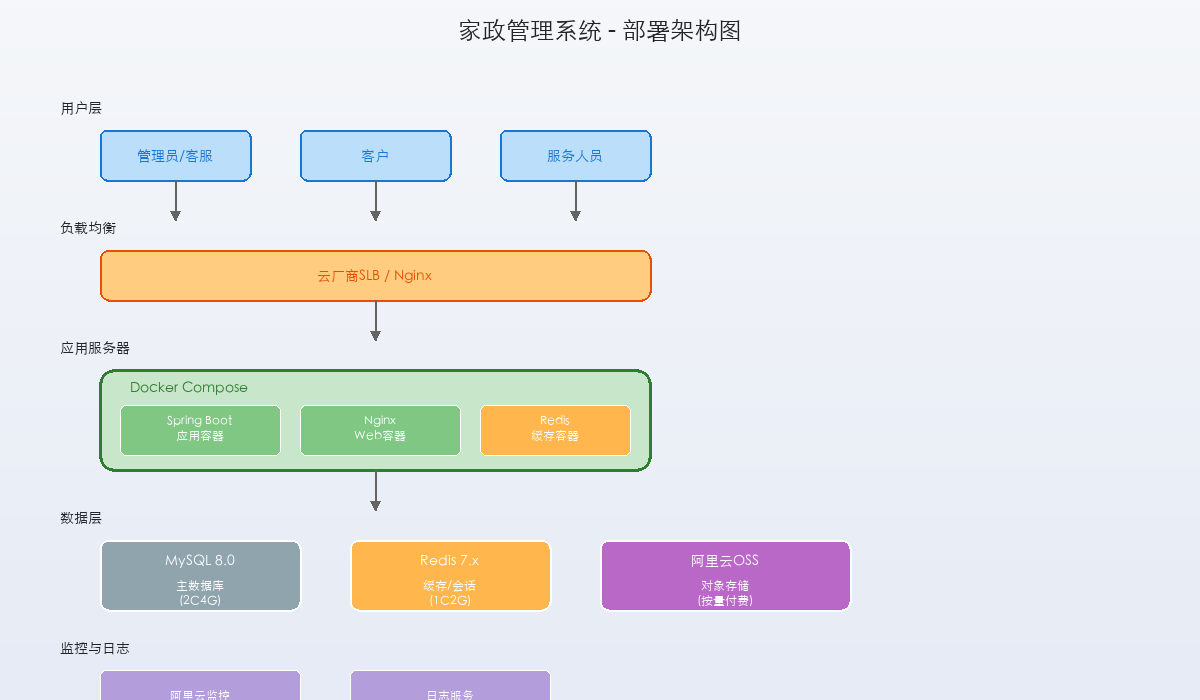 家政管理系统 - 部署架构图
用户层
管理员/客服
客户
服务人员
负载均衡
云厂商SLB / Nginx
应用服务器
Docker Compose
Spring Boot
应用容器
Nginx
Web容器
Redis
缓存容器
数据层
MySQL 8.0
主数据库
(2C4G)
Redis 7.x
缓存/会话
(1C2G)
阿里云OSS
对象存储
(按量付费)
监控与日志
阿里云监控
日志服务